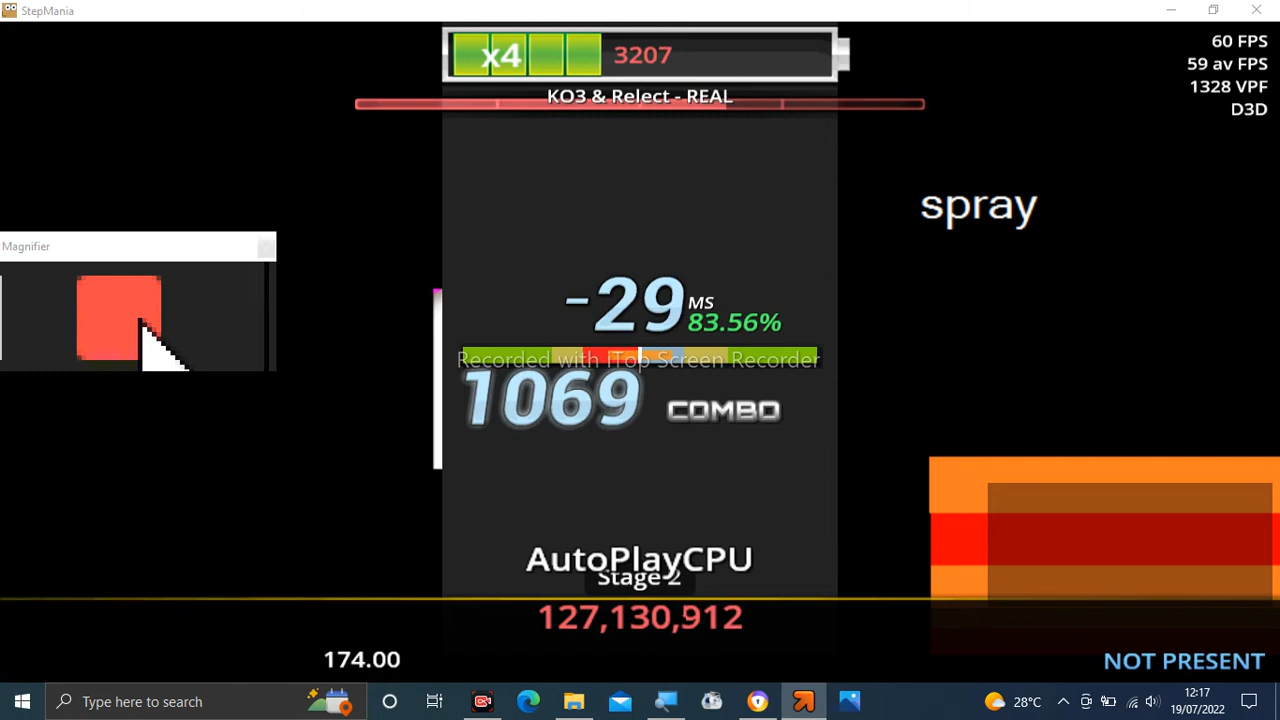 StepMania
x4 3207
60 FPS
59 av FPS
1328 VPF
D3D
KO3 & Relect - REAL
spray
Magnifier
-29 MS
83.56%
Recorded with iTop Screen Recorder
1069 COMBO
AutoPlayCPU
Stage 2
127,130,912
174.00
NOT PRESENT
Type here to search
28°C
12:17
19/07/2022